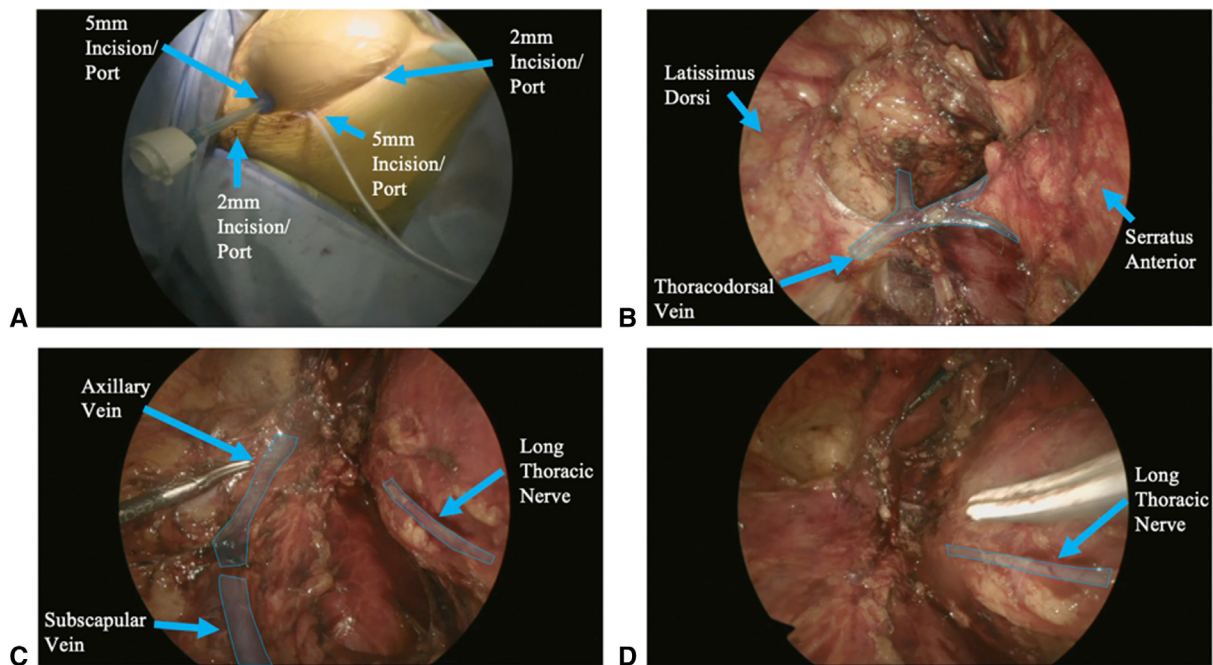 5mm
Incision/
Port
2mm
Incision/
Port
5mm
Incision/
Port
2mm
Incision/
Port
A
Latissimus
Dorsi
Thoracodorsal
Vein
Serratus
Anterior
B
Axillary
Vein
Long
Thoracic
Nerve
Subscapular
Vein
C
Long
Thoracic
Nerve
D